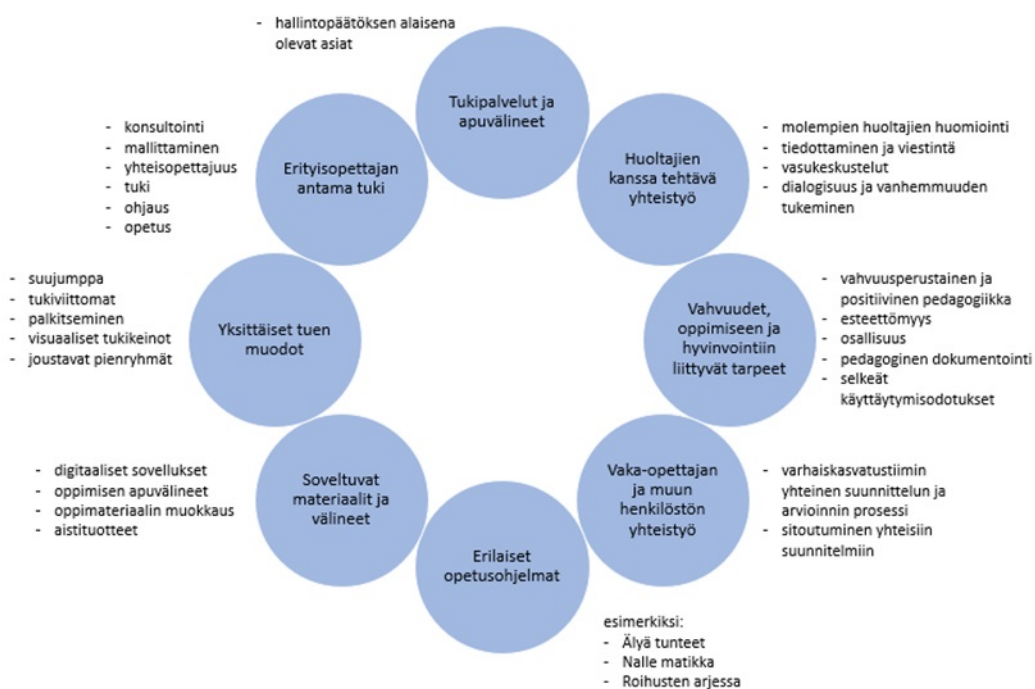 - hallintopäätöksen alaisena
olevat asiat
Tukipalvelut ja
apuvälineet
Huoltajien
kanssa tehtävä
yhteistyö
- molempien huoltajien huomiointi
- tiedottaminen ja viestintä
- vasukeskustelut
- dialogisuus ja vanhemmuuden
tukeminen
Vahvuudet,
oppimiseen ja
hyvinvointiin
liittyvät tarpeet
- vahvuusperustainen ja
positiivinen pedagogiikka
- esteettömyys
- osallisuus
- pedagoginen dokumentointi
- selkeät
käyttäytymisodotukset
Vaka-opettajan
ja muun
henkilöstön
yhteistyö
- varhaiskasvatustiimin
yhteinen suunnittelun ja
arvioinnin prosessi
- sitoutuminen yhteisiin
suunnitelmiin
Erilaiset
opetusohjelmat
esimerkiksi:
- Älyä tunteet
- Nalle matikka
- Roihusten arjessa
Soveltuvat
materiaalit ja
välineet
- digitaaliset sovellukset
- oppimisen apuvälineet
- oppimateriaalin muokkaus
- aistituotteet
Yksittäiset tuen
muodot
- suujumppa
- tukiviittomat
- palkitseminen
- visuaaliset tukikeinot
- joustavat pienryhmät
Erityisopettajan
antama tuki
- konsultointi
- mallittaminen
- yhteisopettajuus
- tuki
- ohjaus
- opetus